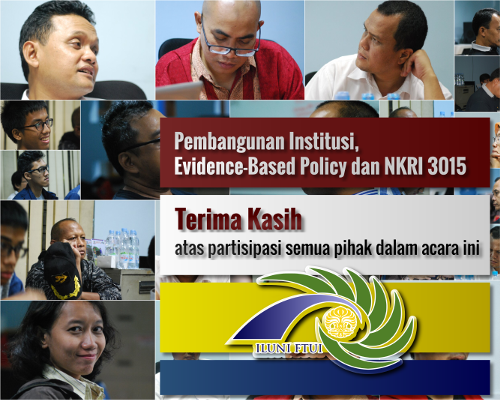 Pembangunan Institusi,
Evidence-Based Policy dan NKRI 3015
Terima Kasih
atas partisipasi semua pihak dalam acara ini
ILUNI FTUI